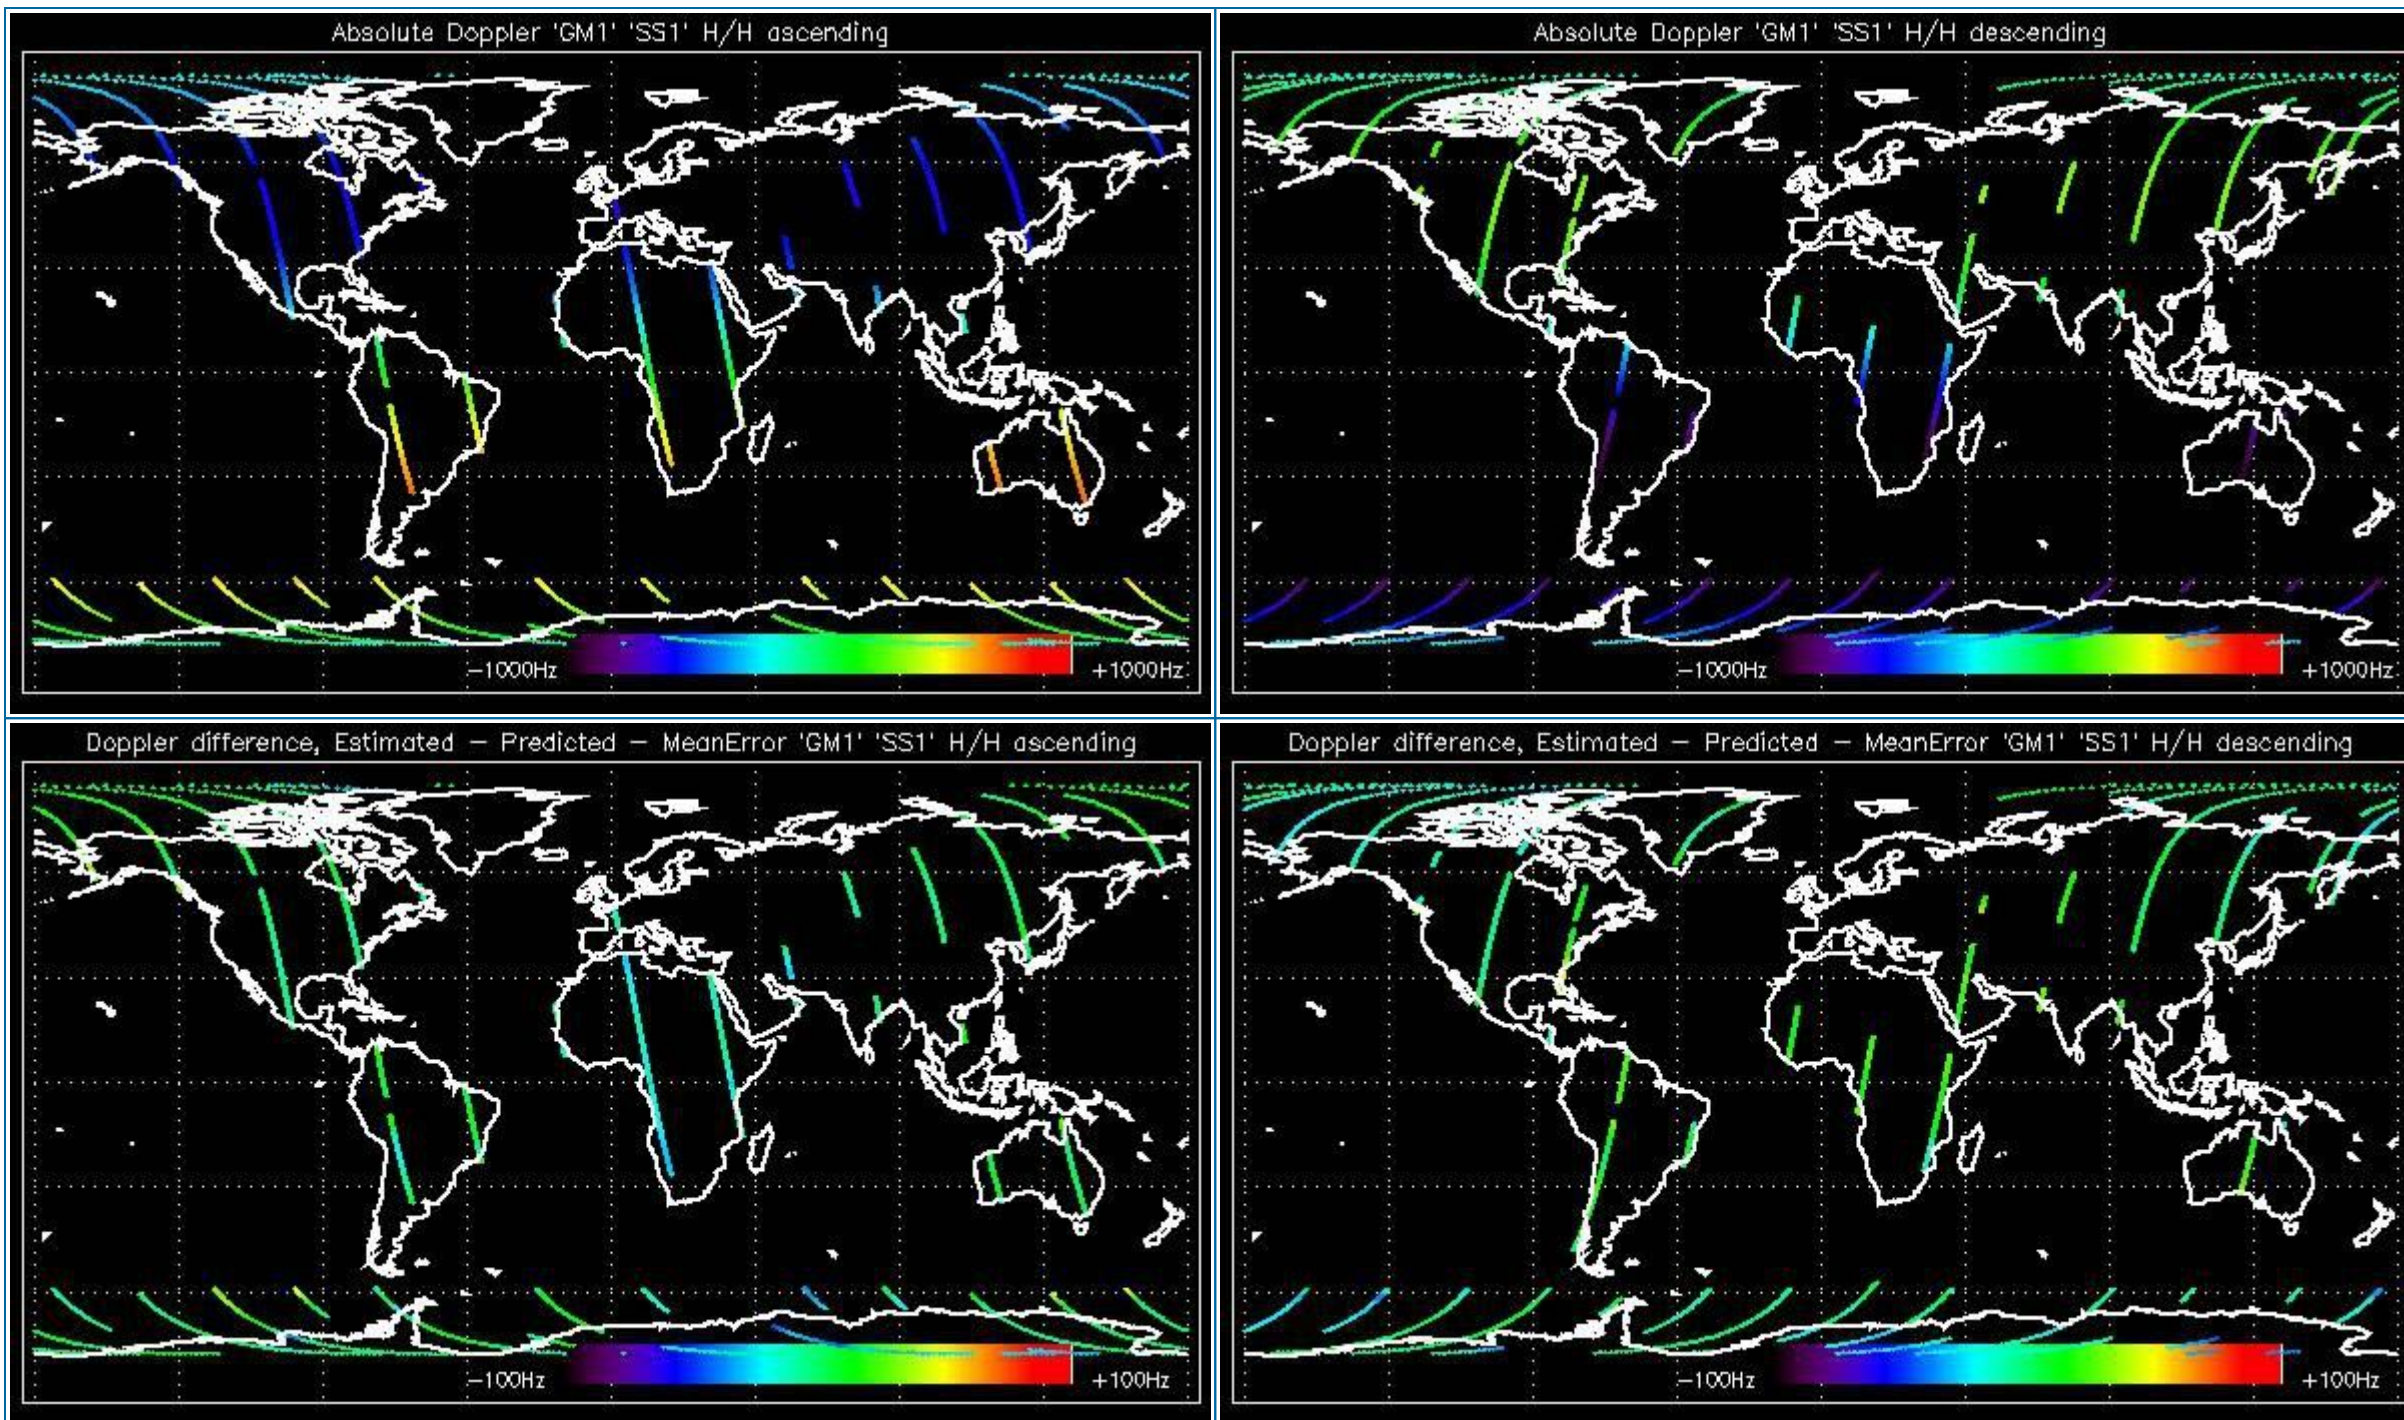 Absolute Doppler 'GM1' 'SS1' H/H ascending
-1000Hz
+1000Hz
Absolute Doppler 'GM1' 'SS1' H/H descending
-1000Hz
+1000Hz
Doppler difference, Estimated - Predicted - MeanError 'GM1' 'SS1' H/H ascending
-100Hz
+100Hz
Doppler difference, Estimated - Predicted - MeanError 'GM1' 'SS1' H/H descending
-100Hz
+100Hz